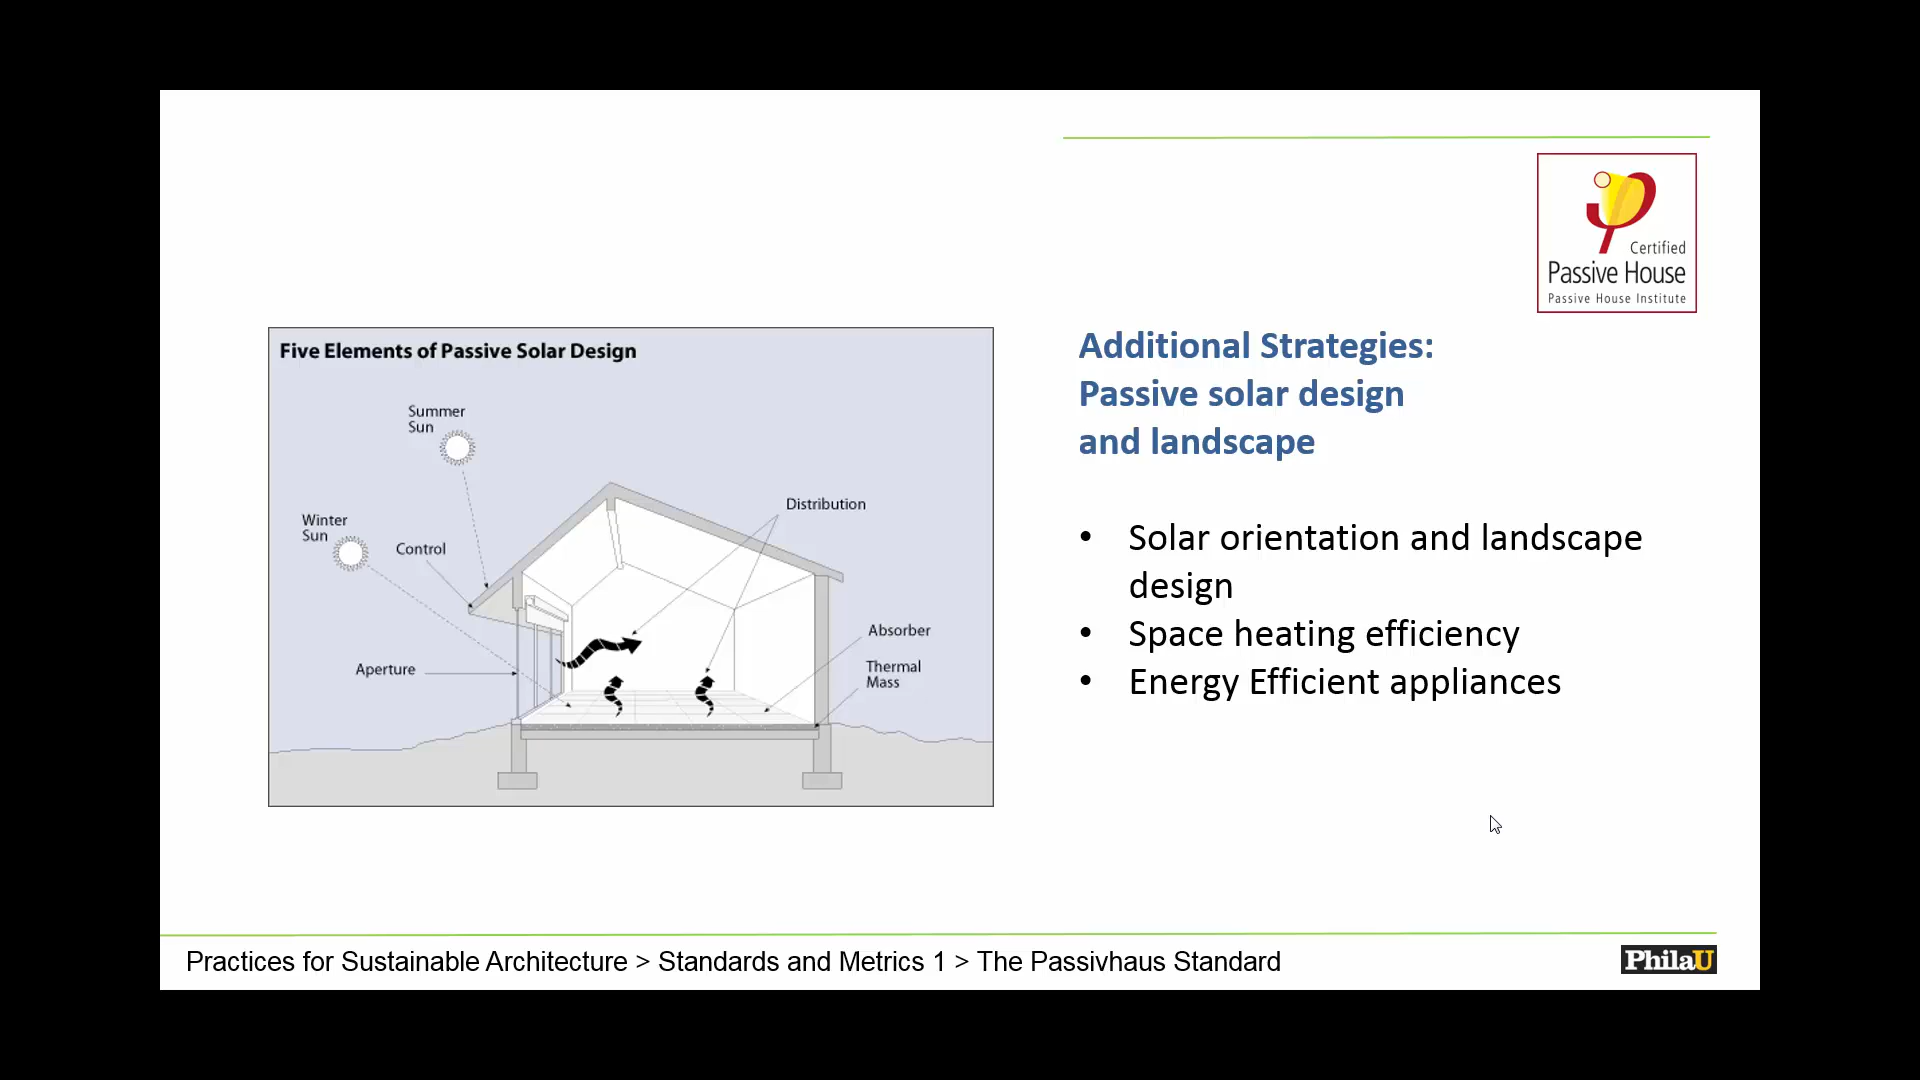 Certified
Passive House
Passive House Institute
Five Elements of Passive Solar Design
Summer
Sun
Winter
Sun
Control
Distribution
Aperture
Absorber
Thermal
Mass
Additional Strategies:
Passive solar design
and landscape
• Solar orientation and landscape
design
• Space heating efficiency
• Energy Efficient appliances
Practices for Sustainable Architecture > Standards and Metrics 1 > The Passivhaus Standard
PhilaU